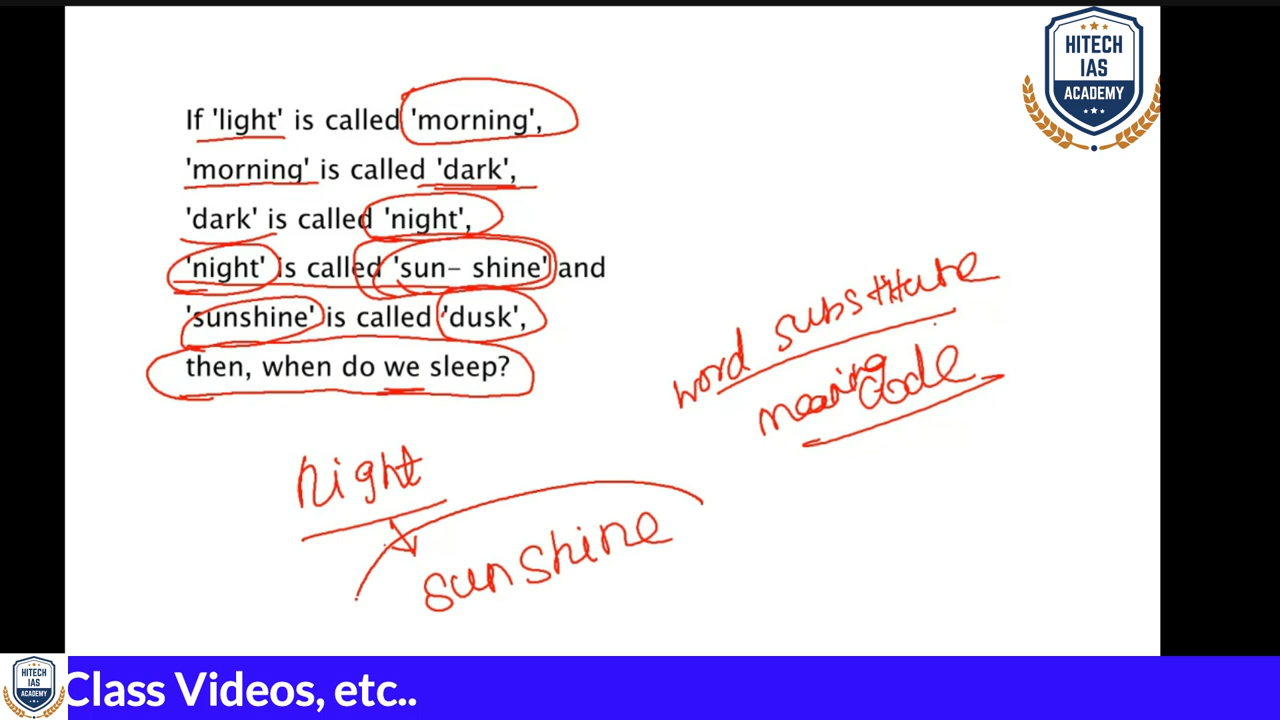 HITECH
IAS
ACADEMY
If 'light' is called 'morning',
'morning' is called 'dark',
'dark' is called 'night',
'night' is called 'sun- shine' and
'sunshine' is called 'dusk',
then, when do we sleep?
word substitute
meaning code
night
sunshine
HITECH
IAS
ACADEMY
Class Videos, etc..